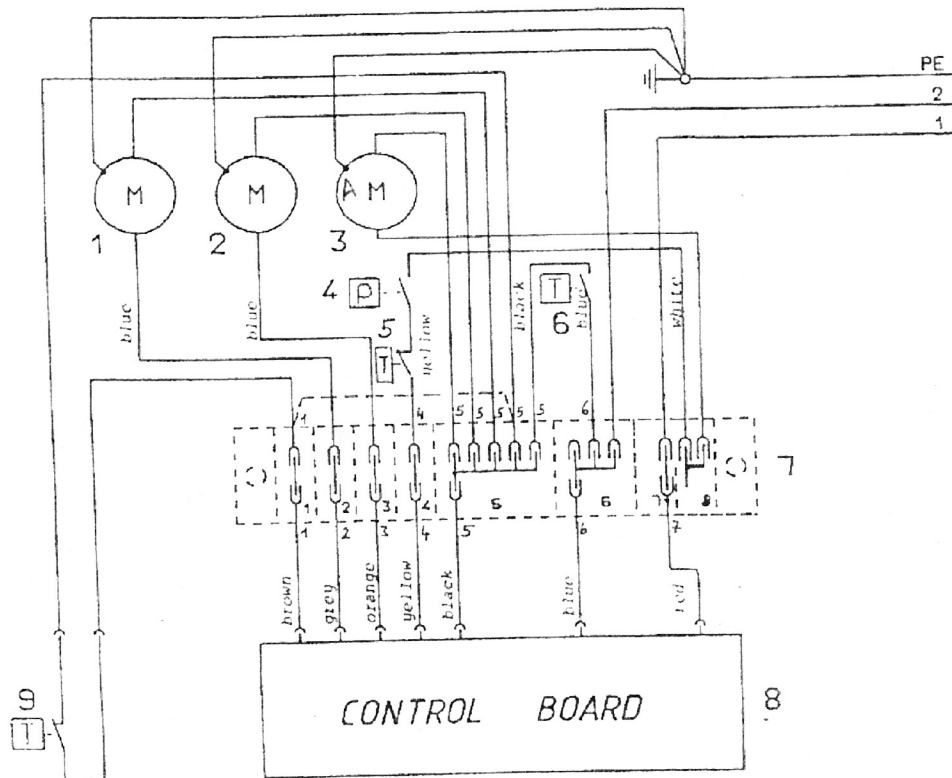 PE
2
1
M
M
A M
1
2
3
4 P
5
T
T
6
blue
blue
yellow
black
blue
white
1 4 5 5 5 5 5 6
7
1 2 3 4 5 6 7 8
1 2 3 4 5 6 7
brown
grey
orange
yellow
black
blue
red
CONTROL BOARD
8
9
T